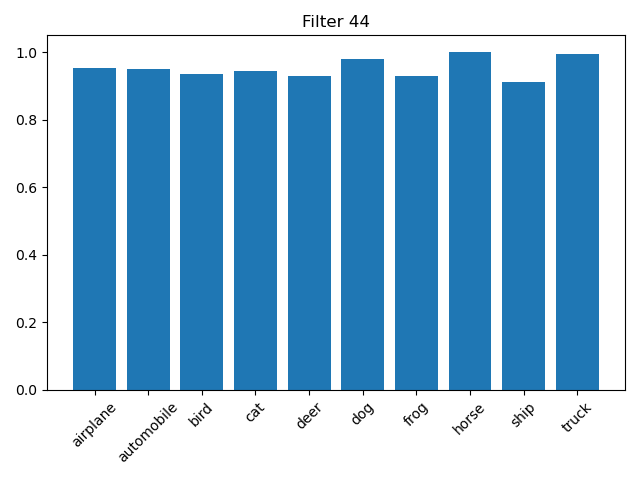 Filter 44
1.0
0.8
0.6
0.4
0.2
0.0
airplane
automobile
bird
cat
deer
dog
frog
horse
ship
truck